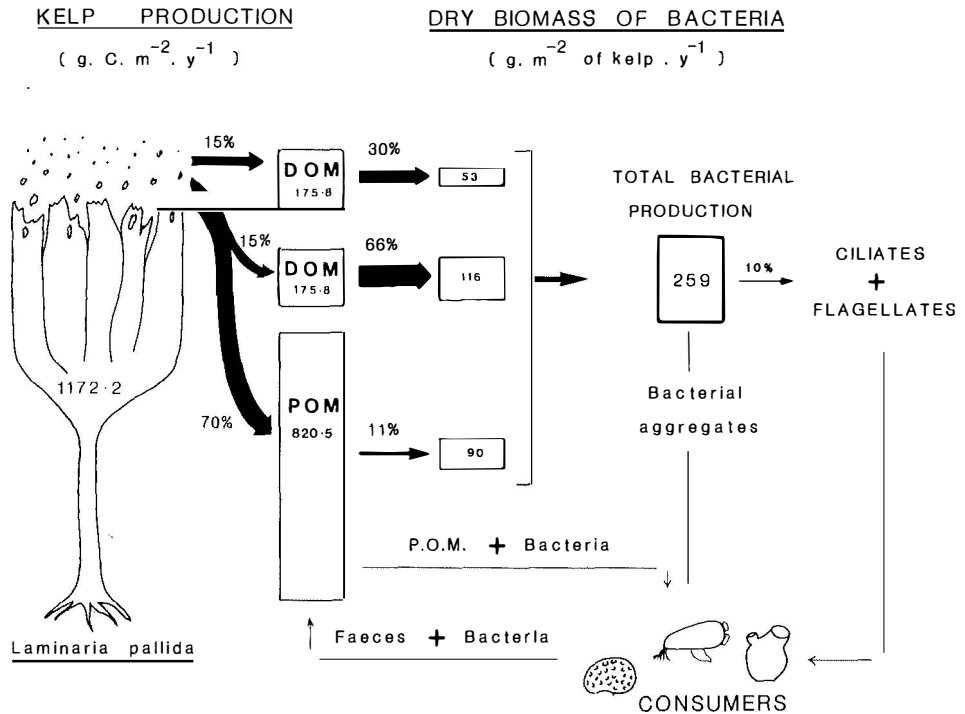 KELP PRODUCTION
( g. C. m⁻². y⁻¹ )
DRY BIOMASS OF BACTERIA
( g. m⁻² of kelp . y⁻¹ )
15%
DOM
175·8
30%
53
TOTAL BACTERIAL
PRODUCTION
15%
DOM
175·8
66%
116
259
10%
CILIATES
+
FLAGELLATES
1172·2
70%
POM
820·5
11%
90
Bacterial
aggregates
P.O.M. + Bacteria
Faeces + Bacteria
Laminaria pallida
CONSUMERS